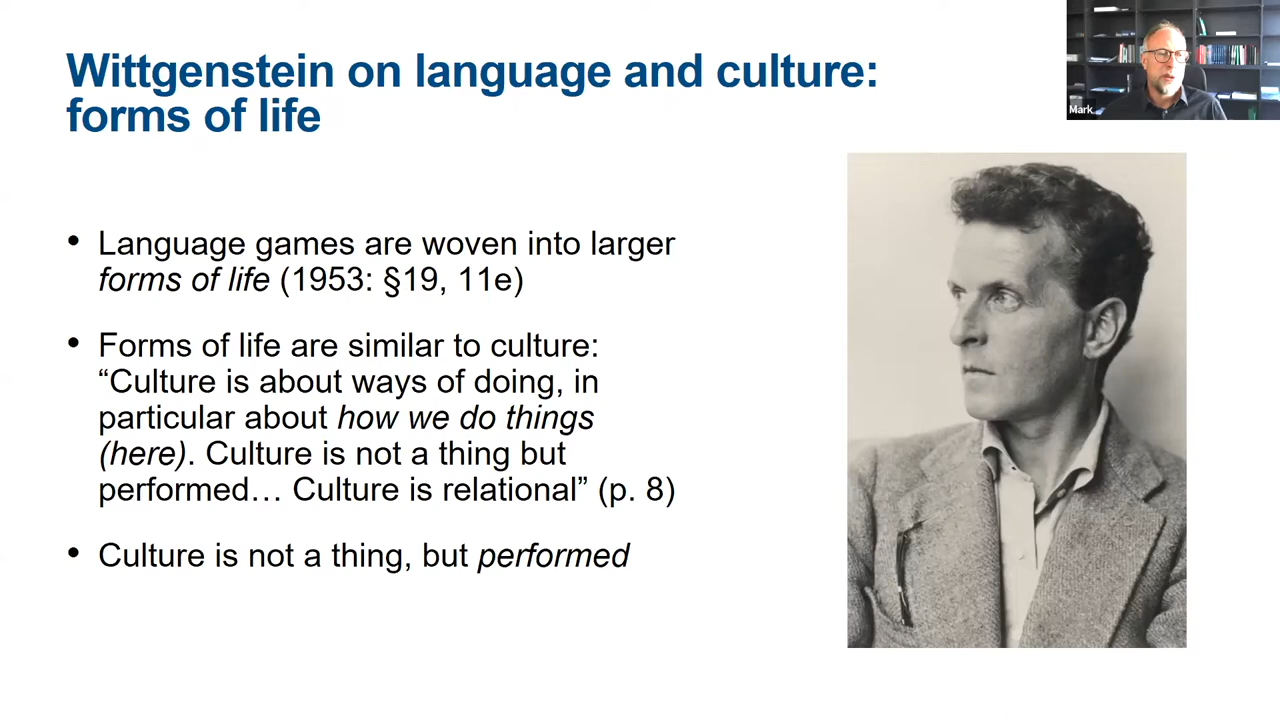 Wittgenstein on language and culture:
forms of life
Mark
• Language games are woven into larger
forms of life (1953: §19, 11e)
• Forms of life are similar to culture:
“Culture is about ways of doing, in
particular about how we do things
(here). Culture is not a thing but
performed… Culture is relational” (p. 8)
• Culture is not a thing, but performed